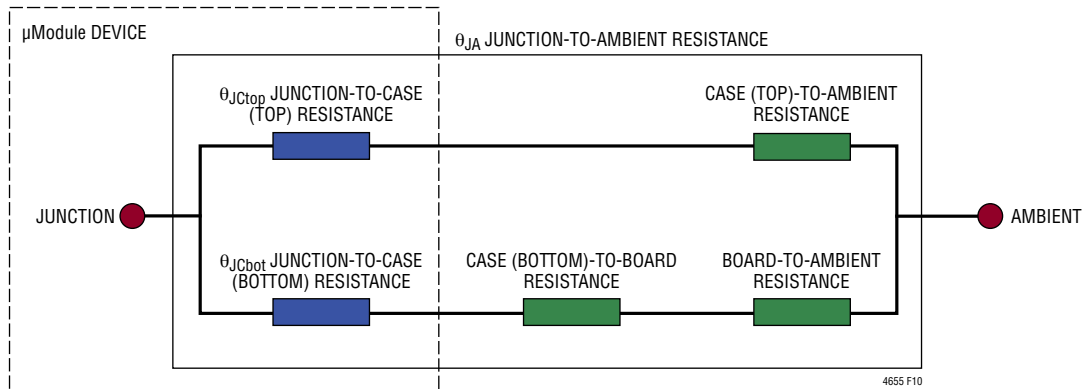 µModule DEVICE
θJA JUNCTION-TO-AMBIENT RESISTANCE
θJCtop JUNCTION-TO-CASE
(TOP) RESISTANCE
CASE (TOP)-TO-AMBIENT
RESISTANCE
JUNCTION
AMBIENT
θJCbot JUNCTION-TO-CASE
(BOTTOM) RESISTANCE
CASE (BOTTOM)-TO-BOARD
RESISTANCE
BOARD-TO-AMBIENT
RESISTANCE
4655 F10